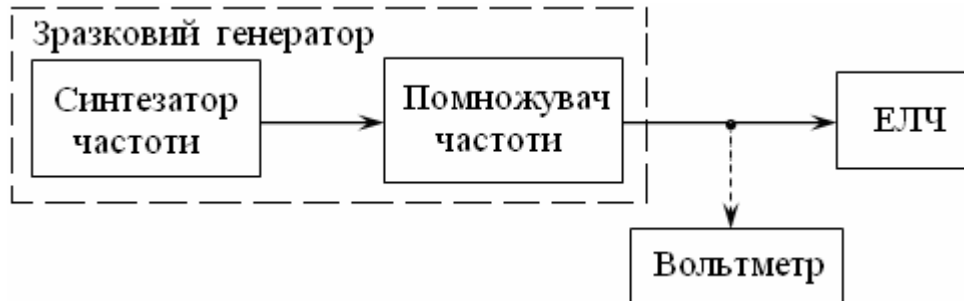 Зразковий генератор
Синтезатор
частоти
Помножувач
частоти
ЕЛЧ
Вольтметр